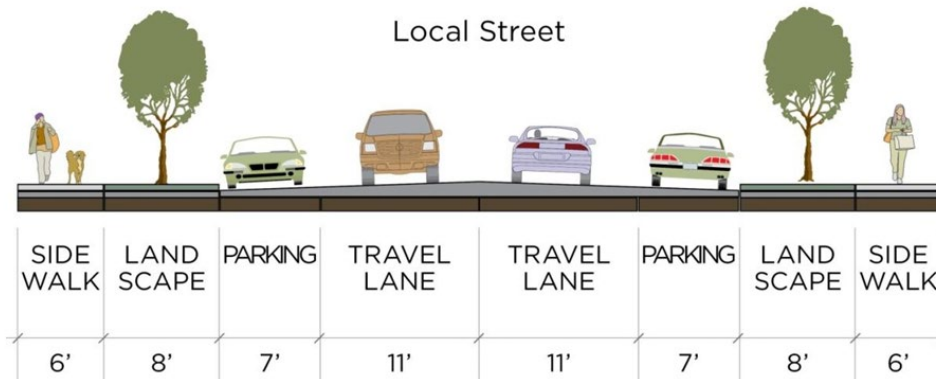 Local Street
SIDE
WALK
LAND
SCAPE
PARKING
TRAVEL
LANE
TRAVEL
LANE
PARKING
LAND
SCAPE
SIDE
WALK
6’
8’
7’
11’
11’
7’
8’
6’